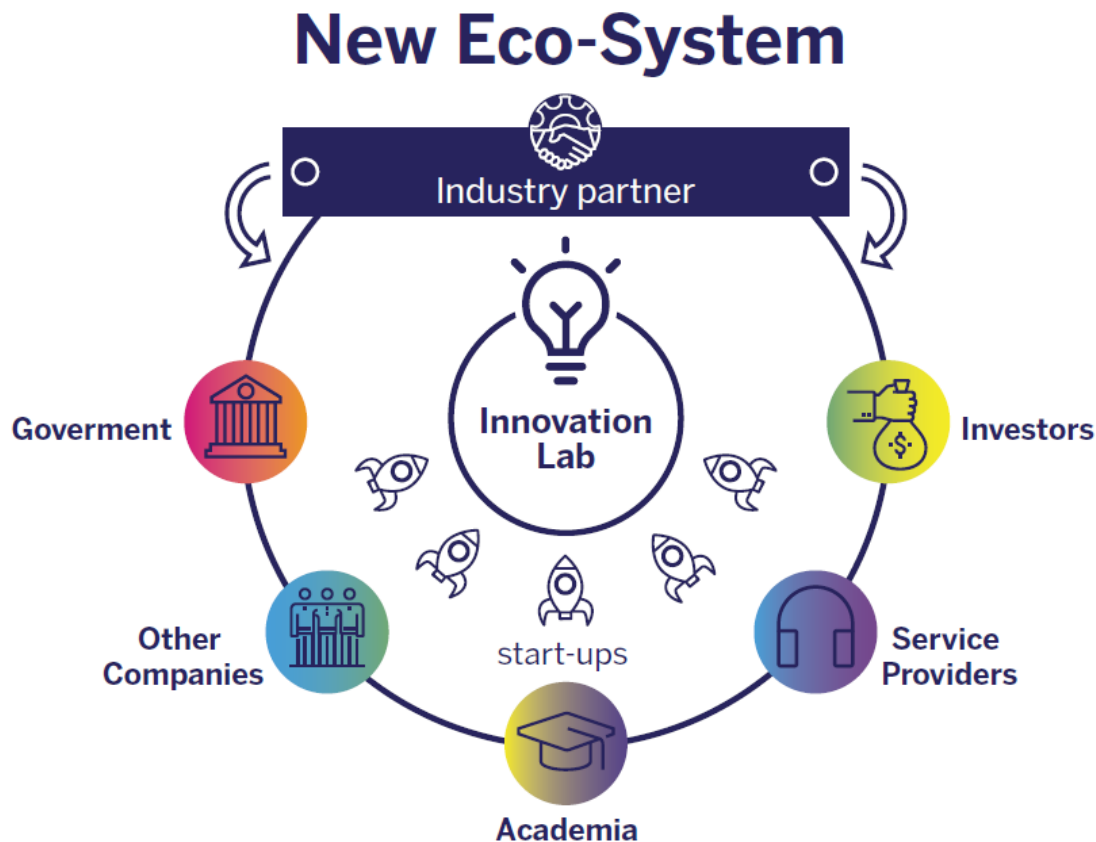 New Eco-System
Industry partner
Innovation
Lab
Goverment
Investors
Other
Companies
start-ups
Service
Providers
Academia